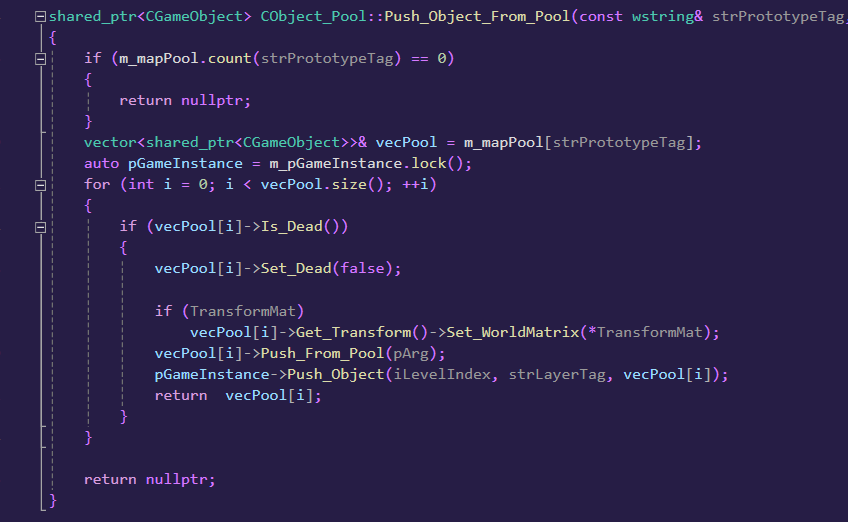 shared_ptr<CGameObject> CObject_Pool::Push_Object_From_Pool(const wstring& strPrototypeTag,
{
    if (m_mapPool.count(strPrototypeTag) == 0)
    {
        return nullptr;
    }
    vector<shared_ptr<CGameObject>>& vecPool = m_mapPool[strPrototypeTag];
    auto pGameInstance = m_pGameInstance.lock();
    for (int i = 0; i < vecPool.size(); ++i)
    {
        if (vecPool[i]->Is_Dead())
        {
            vecPool[i]->Set_Dead(false);

            if (TransformMat)
                vecPool[i]->Get_Transform()->Set_WorldMatrix(*TransformMat);
            vecPool[i]->Push_From_Pool(pArg);
            pGameInstance->Push_Object(iLevelIndex, strLayerTag, vecPool[i]);
            return  vecPool[i];
        }
    }

    return nullptr;
}